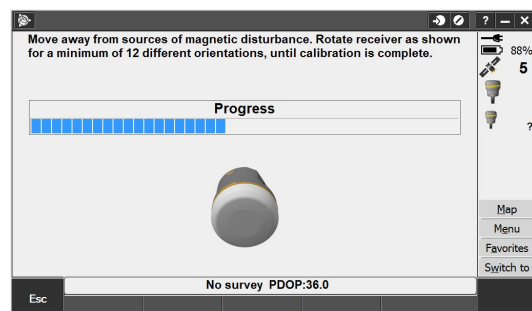 ? – X
Move away from sources of magnetic disturbance. Rotate receiver as shown
for a minimum of 12 different orientations, until calibration is complete.
88%
5
Progress
?
Map
Menu
Favorites
Switch to
No survey PDOP:36.0
Esc